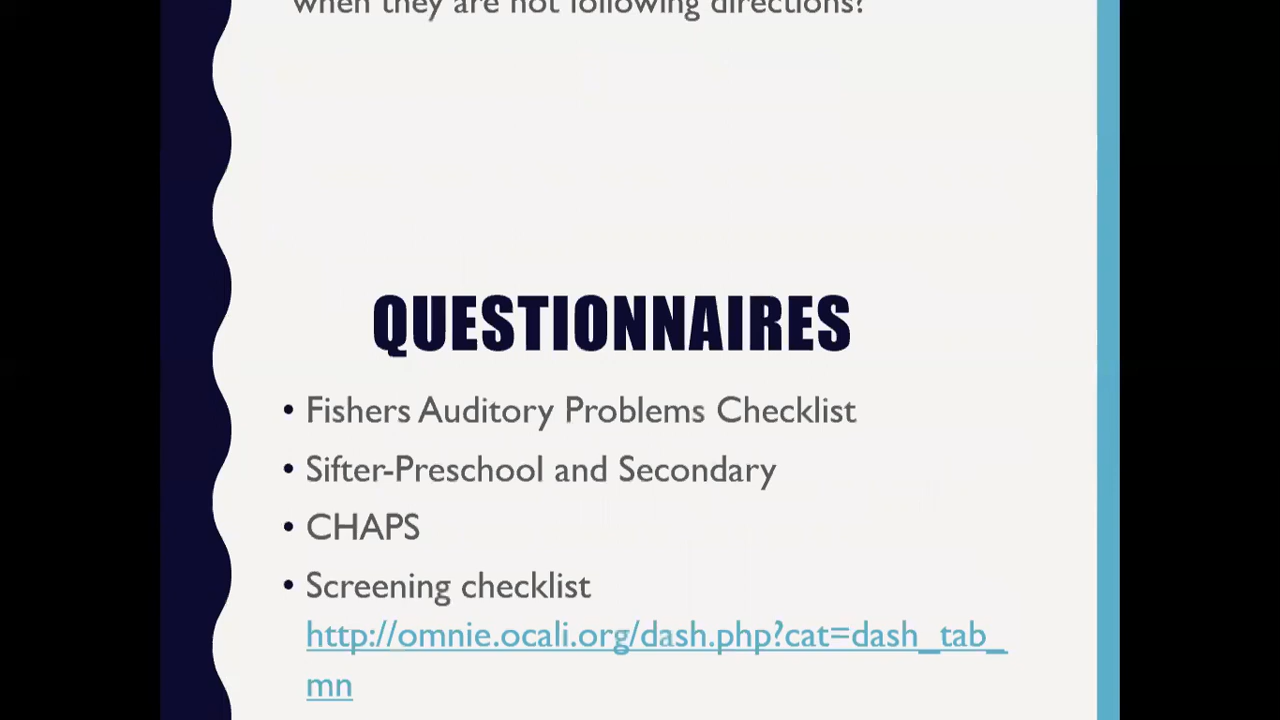 when they are not following directions?
QUESTIONNAIRES
• Fishers Auditory Problems Checklist
• Sifter-Preschool and Secondary
• CHAPS
• Screening checklist
http://omnie.ocali.org/dash.php?cat=dash_tab_
mn